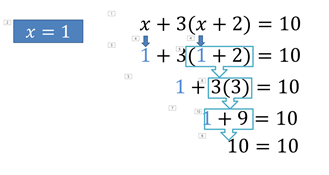 x = 1
x + 3(x + 2) = 10
1 + 3(1 + 2) = 10
1 + 3(3) = 10
1 + 9 = 10
10 = 10